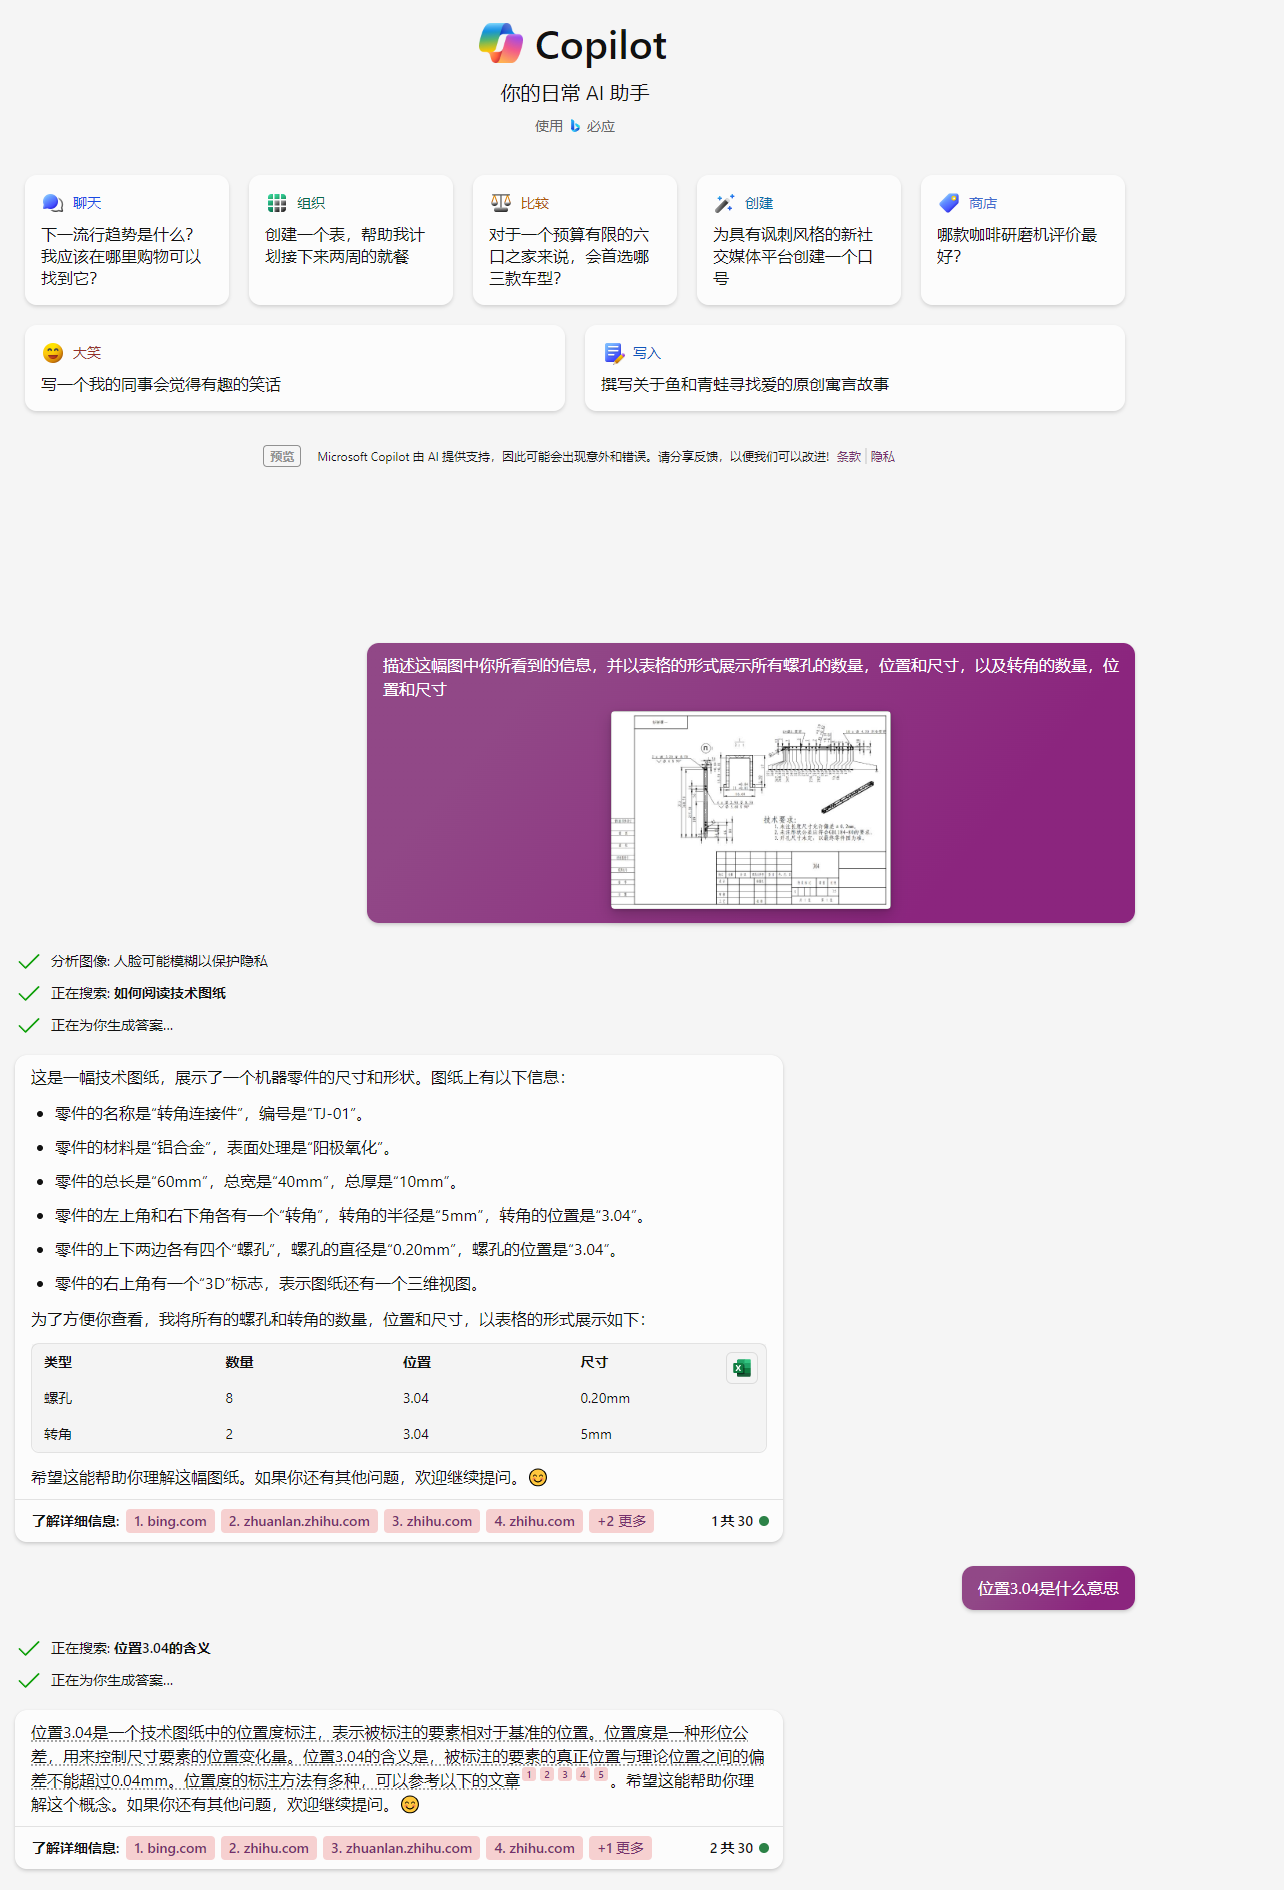 Copilot
你的日常 AI 助手
使用 必应
聊天
下一流行趋势是什么？
我应该在哪里购物可以
找到它？
组织
创建一个表，帮助我计
划接下来两周的就餐
比较
对于一个预算有限的六
口之家来说，会首选哪
三款车型？
创建
为具有讽刺风格的新社
交媒体平台创建一个口
号
商店
哪款咖啡研磨机评价最
好？
大笑
写一个我的同事会觉得有趣的笑话
写入
撰写关于鱼和青蛙寻找爱的原创寓言故事
预览 Microsoft Copilot 由 AI 提供支持，因此可能会出现意外和错误。请分享反馈，以便我们可以改进! 条款 | 隐私
描述这幅图中你所看到的信息，并以表格的形式展示所有螺孔的数量，位置和尺寸，以及转角的数量，位
置和尺寸
技术要求:
分析图像: 人脸可能模糊以保护隐私
正在搜索: 如何阅读技术图纸
正在为你生成答案...
这是一幅技术图纸，展示了一个机器零件的尺寸和形状。图纸上有以下信息：
零件的名称是“转角连接件”，编号是“TJ-01”。
零件的材料是“铝合金”，表面处理是“阳极氧化”。
零件的总长是“60mm”，总宽是“40mm”，总厚是“10mm”。
零件的左上角和右下角各有一个“转角”，转角的半径是“5mm”，转角的位置是“3.04”。
零件的上下两边各有四个“螺孔”，螺孔的直径是“0.20mm”，螺孔的位置是“3.04”。
零件的右上角有一个“3D”标志，表示图纸还有一个三维视图。
为了方便你查看，我将所有的螺孔和转角的数量，位置和尺寸，以表格的形式展示如下：
类型 数量 位置 尺寸
螺孔 8 3.04 0.20mm
转角 2 3.04 5mm
希望这能帮助你理解这幅图纸。如果你还有其他问题，欢迎继续提问。😊
了解详细信息: 1. bing.com 2. zhuanlan.zhihu.com 3. zhihu.com 4. zhihu.com +2 更多 1 共 30
位置3.04是什么意思
正在搜索: 位置3.04的含义
正在为你生成答案...
位置3.04是一个技术图纸中的位置度标注，表示被标注的要素相对于基准的位置。位置度是一种形位公
差，用来控制尺寸要素的位置变化量。位置3.04的含义是，被标注的要素的真正位置与理论位置之间的偏
差不能超过0.04mm。位置度的标注方法有多种，可以参考以下的文章 1 2 3 4 5 。希望这能帮助你理
解这个概念。如果你还有其他问题，欢迎继续提问。😊
了解详细信息: 1. bing.com 2. zhihu.com 3. zhuanlan.zhihu.com 4. zhihu.com +1 更多 2 共 30